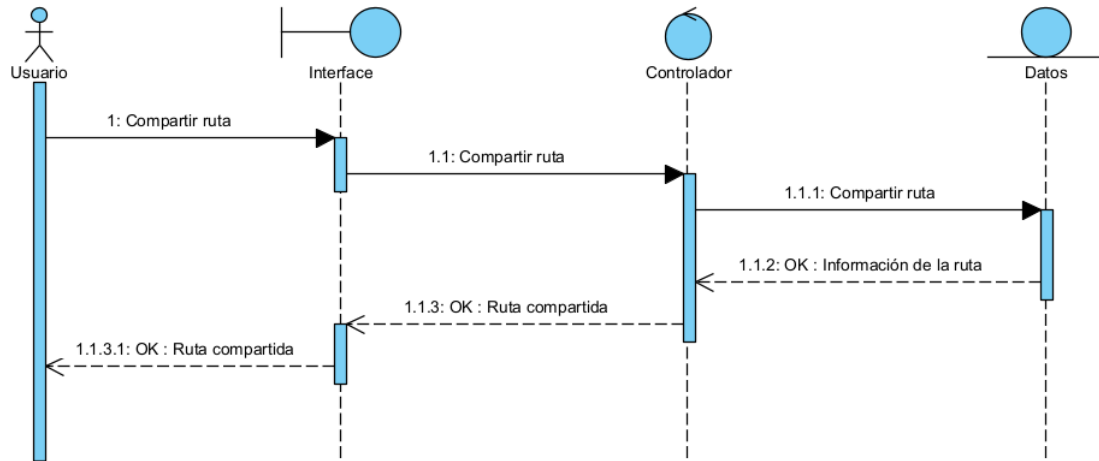 Usuario
Interface
Controlador
Datos
1: Compartir ruta
1.1: Compartir ruta
1.1.1: Compartir ruta
1.1.2: OK : Información de la ruta
1.1.3: OK : Ruta compartida
1.1.3.1: OK : Ruta compartida